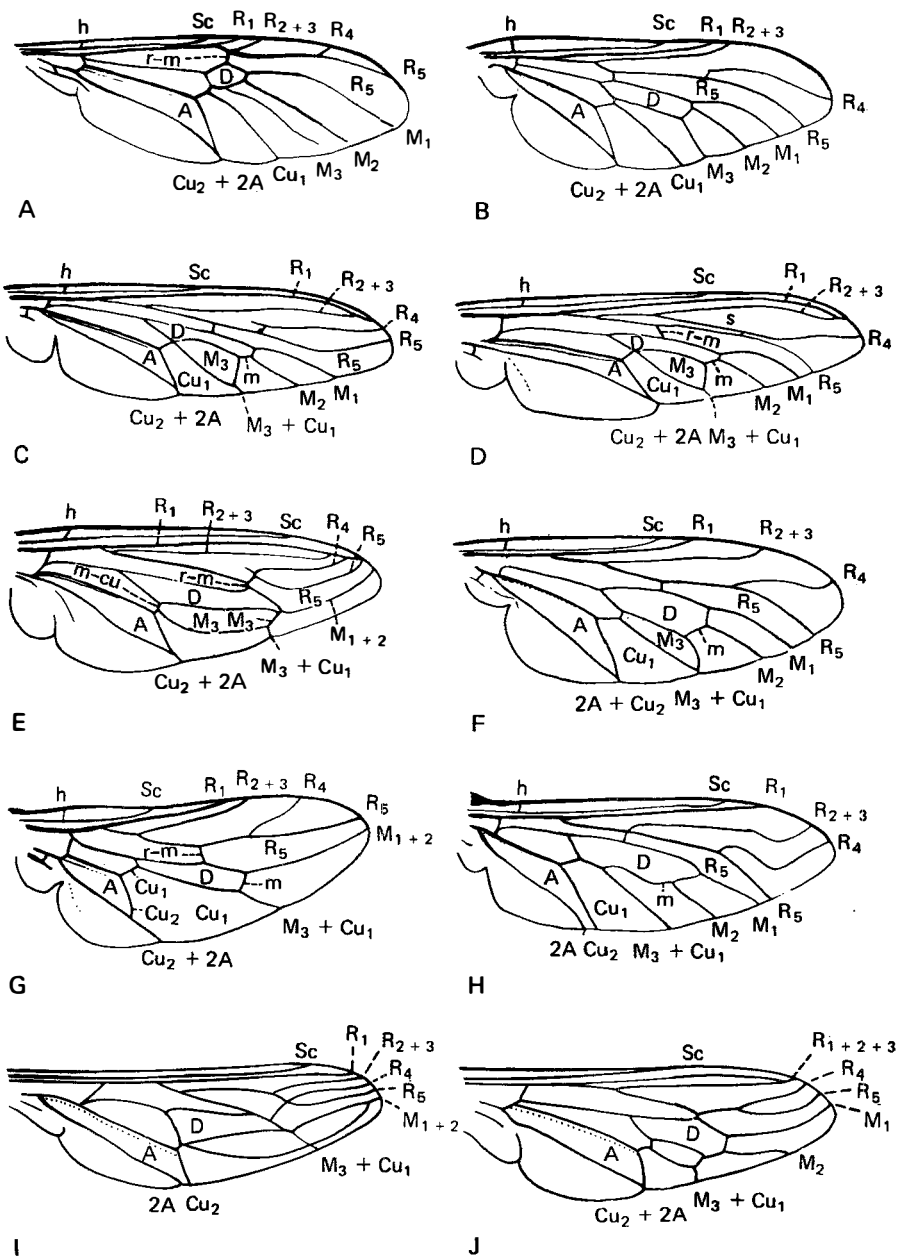 h Sc R₁ R₂ ₊ ₃ R₄
r–m D R₅ R₅
A M₁
Cu₂ + 2A Cu₁ M₃ M₂
A
h Sc R₁ R₂ ₊ ₃
R₅ D R₄
A R₅
Cu₂ + 2A Cu₁ M₃ M₂ M₁
B
h Sc R₁ R₂ ₊ ₃
D R₄
A M₃ R₅ R₅
Cu₁ m M₂ M₁
Cu₂ + 2A M₃ + Cu₁
C
h Sc R₁ R₂ ₊ ₃
s r–m
D M₃ R₄
A Cu₁ m M₂ M₁ R₅
Cu₂ + 2A M₃ + Cu₁
D
h R₁ R₂ ₊ ₃ Sc R₄ R₅
m–cu r–m
D R₅
A M₃ M₃ M₁₊₂
Cu₂ + 2A M₃ + Cu₁
E
h Sc R₁ R₂ ₊ ₃
D R₅ R₄
A M₃ m
Cu₁ M₂ M₁ R₅
2A + Cu₂ M₃ + Cu₁
F
h Sc R₁ R₂ ₊ ₃ R₄
R₅
r–m R₅ M₁₊₂
D m
A Cu₁
Cu₂ Cu₁ M₃ + Cu₁
Cu₂ + 2A
G
h Sc R₁
R₂ ₊ ₃
D R₅ R₄
A m
Cu₁ M₂ M₁ R₅
2A Cu₂ M₃ + Cu₁
H
Sc R₁ R₂ ₊ ₃
R₄
R₅
D M₁ ₊ ₂
A M₃ + Cu₁
2A Cu₂
I
Sc R₁ ₊ ₂ ₊ ₃
R₄
R₅
D M₁
A M₂
Cu₂ + 2A M₃ + Cu₁
J